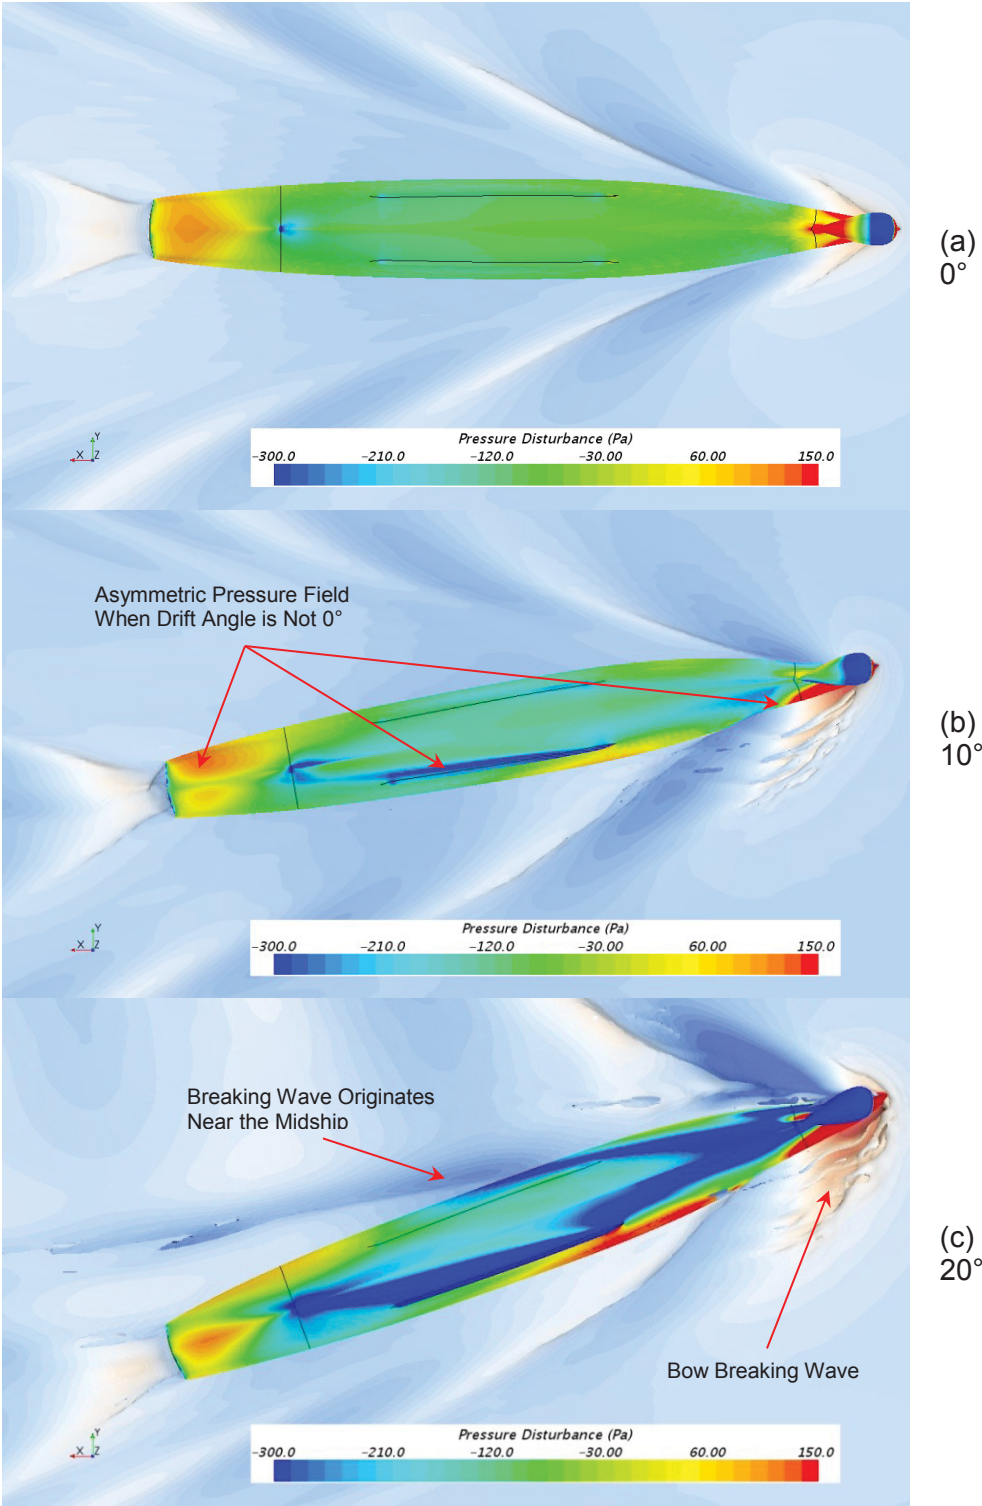 (a)
0°
Y
X Z
Pressure Disturbance (Pa)
-300.0 -210.0 -120.0 -30.00 60.00 150.0
Asymmetric Pressure Field
When Drift Angle is Not 0°
(b)
10°
Y
X Z
Pressure Disturbance (Pa)
-300.0 -210.0 -120.0 -30.00 60.00 150.0
Breaking Wave Originates
Near the Midship
(c)
20°
Bow Breaking Wave
Y
X Z
Pressure Disturbance (Pa)
-300.0 -210.0 -120.0 -30.00 60.00 150.0